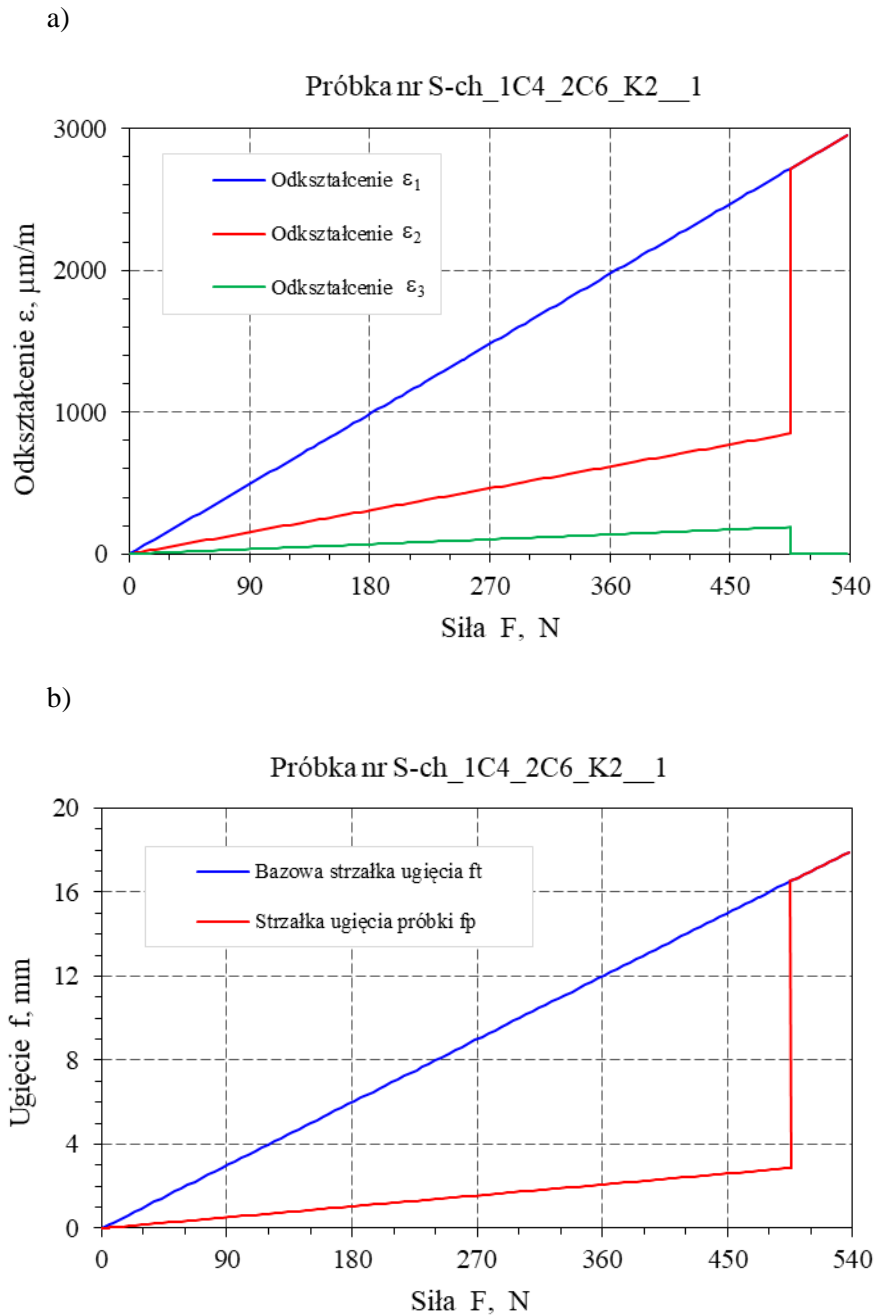 a)
Próbka nr S-ch_1C4_2C6_K2__1
3000
2000
1000
0
Odkształcenie ε, μm/m
Odkształcenie ε₁
Odkształcenie ε₂
Odkształcenie ε₃
0 90 180 270 360 450 540
Siła F, N
b)
Próbka nr S-ch_1C4_2C6_K2__1
20
16
12
8
4
0
Ugięcie f, mm
Bazowa strzałka ugięcia ft
Strzałka ugięcia próbki fp
0 90 180 270 360 450 540
Siła F, N